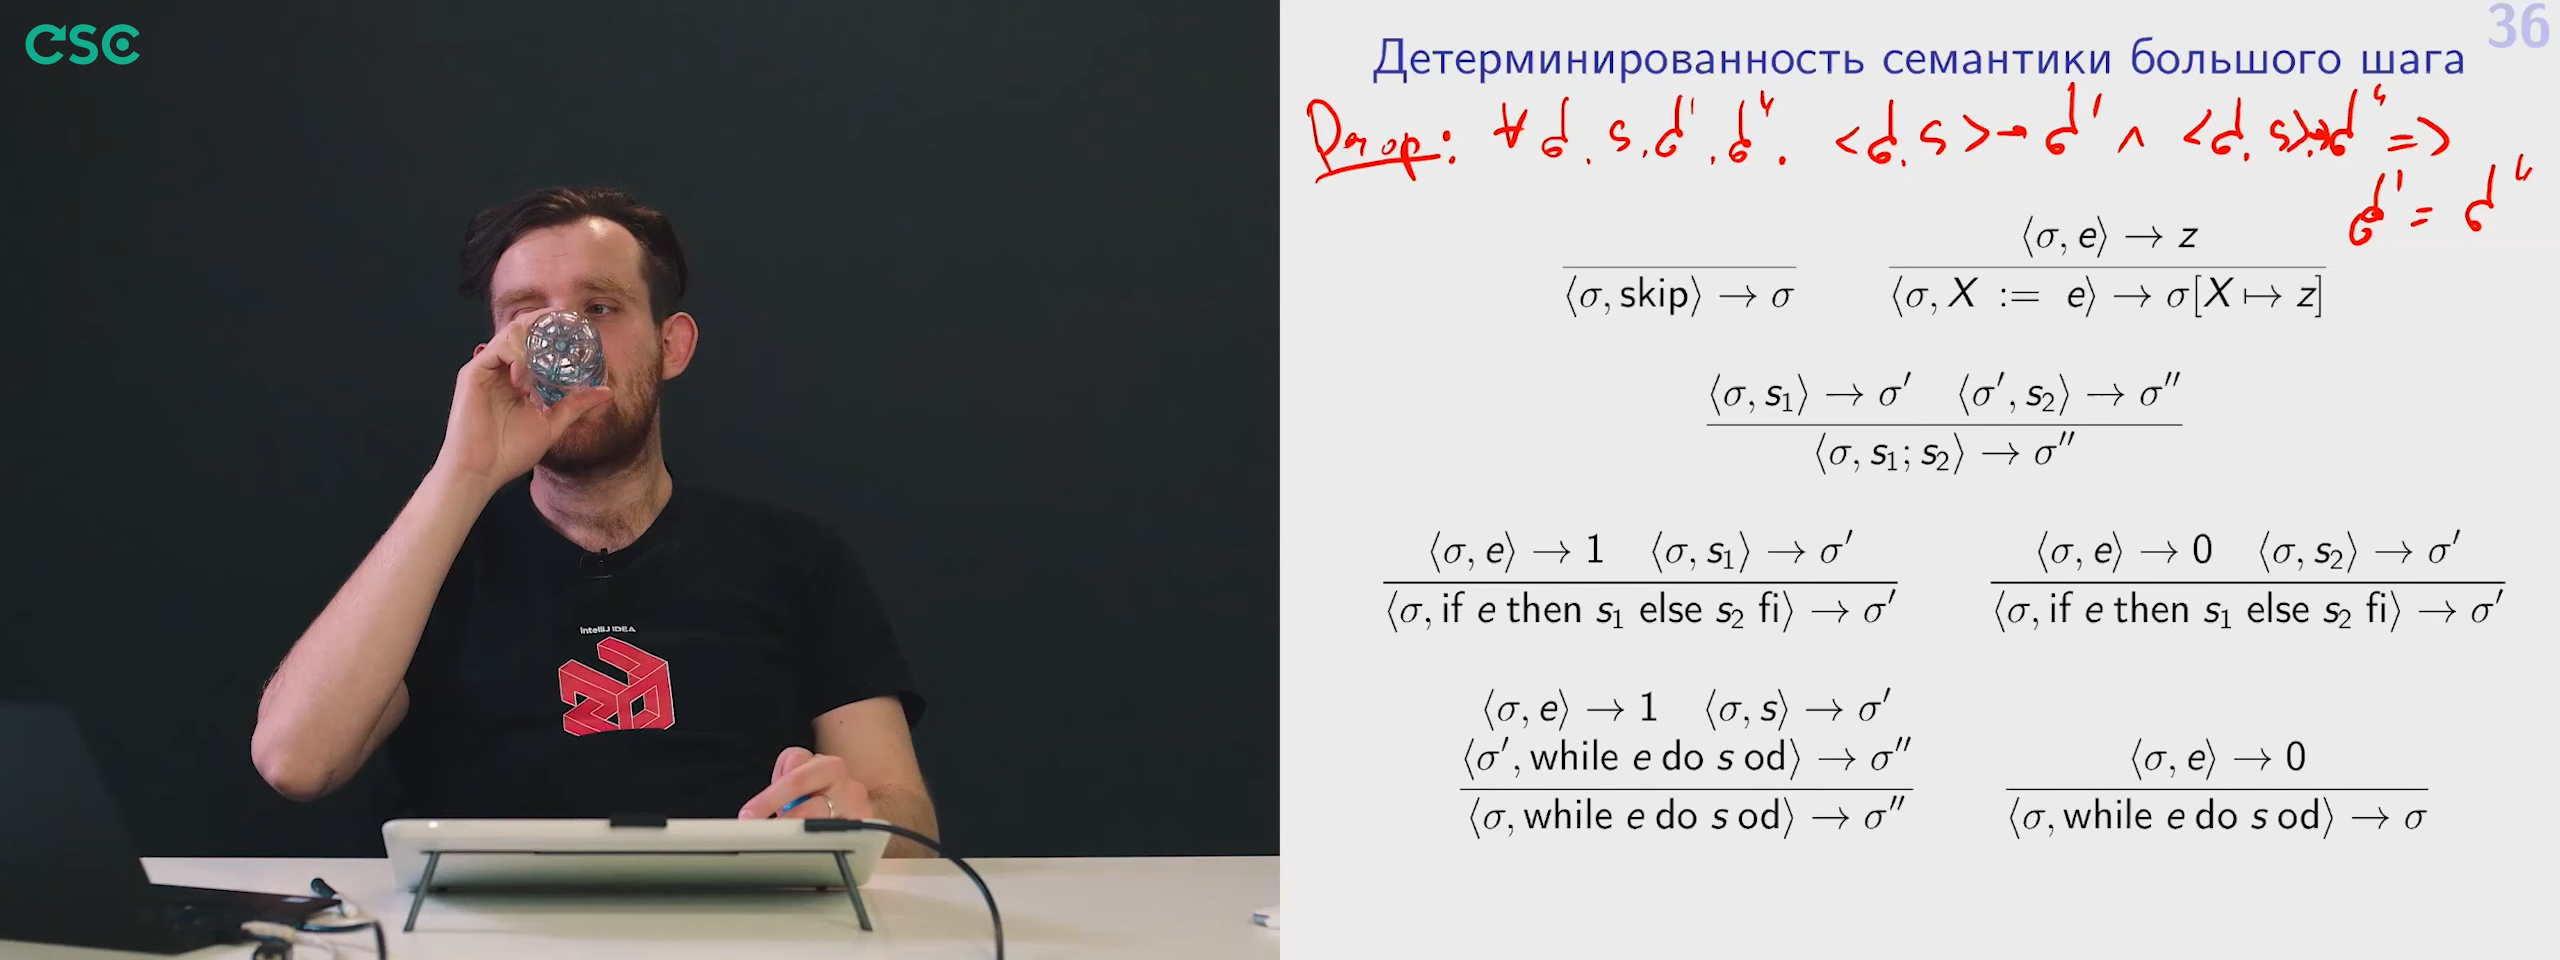 CSC
36
Детерминированность семантики большого шага
Prop: ∀ σ, s, σ', σ''. <σ, s> → σ' ∧ <σ, s> → σ'' =>
σ' = σ''
⟨σ, e⟩ → z
⟨σ, skip⟩ → σ ⟨σ, X := e⟩ → σ[X ↦ z]
⟨σ, s₁⟩ → σ′ ⟨σ′, s₂⟩ → σ″
⟨σ, s₁; s₂⟩ → σ″
⟨σ, e⟩ → 1 ⟨σ, s₁⟩ → σ′ ⟨σ, e⟩ → 0 ⟨σ, s₂⟩ → σ′
⟨σ, if e then s₁ else s₂ fi⟩ → σ′ ⟨σ, if e then s₁ else s₂ fi⟩ → σ′
⟨σ, e⟩ → 1 ⟨σ, s⟩ → σ′
⟨σ′, while e do s od⟩ → σ″ ⟨σ, e⟩ → 0
⟨σ, while e do s od⟩ → σ″ ⟨σ, while e do s od⟩ → σ
IntelliJ IDEA